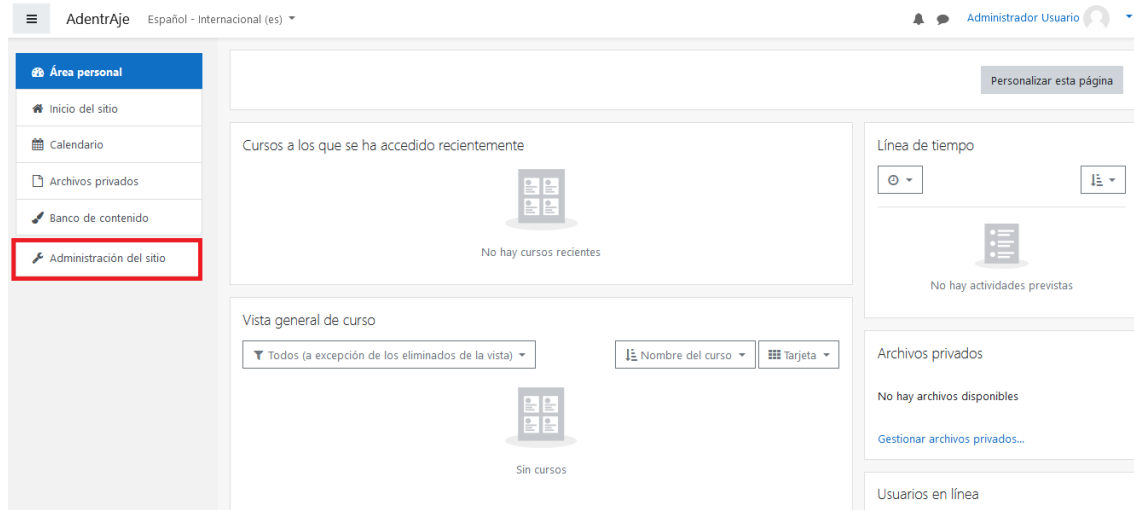 AdentrAje Español - Internacional (es) Administrador Usuario
Área personal
Inicio del sitio
Calendario
Archivos privados
Banco de contenido
Administración del sitio
Personalizar esta página
Cursos a los que se ha accedido recientemente
No hay cursos recientes
Vista general de curso
Todos (a excepción de los eliminados de la vista) Nombre del curso Tarjeta
Sin cursos
Línea de tiempo
No hay actividades previstas
Archivos privados
No hay archivos disponibles
Gestionar archivos privados...
Usuarios en línea